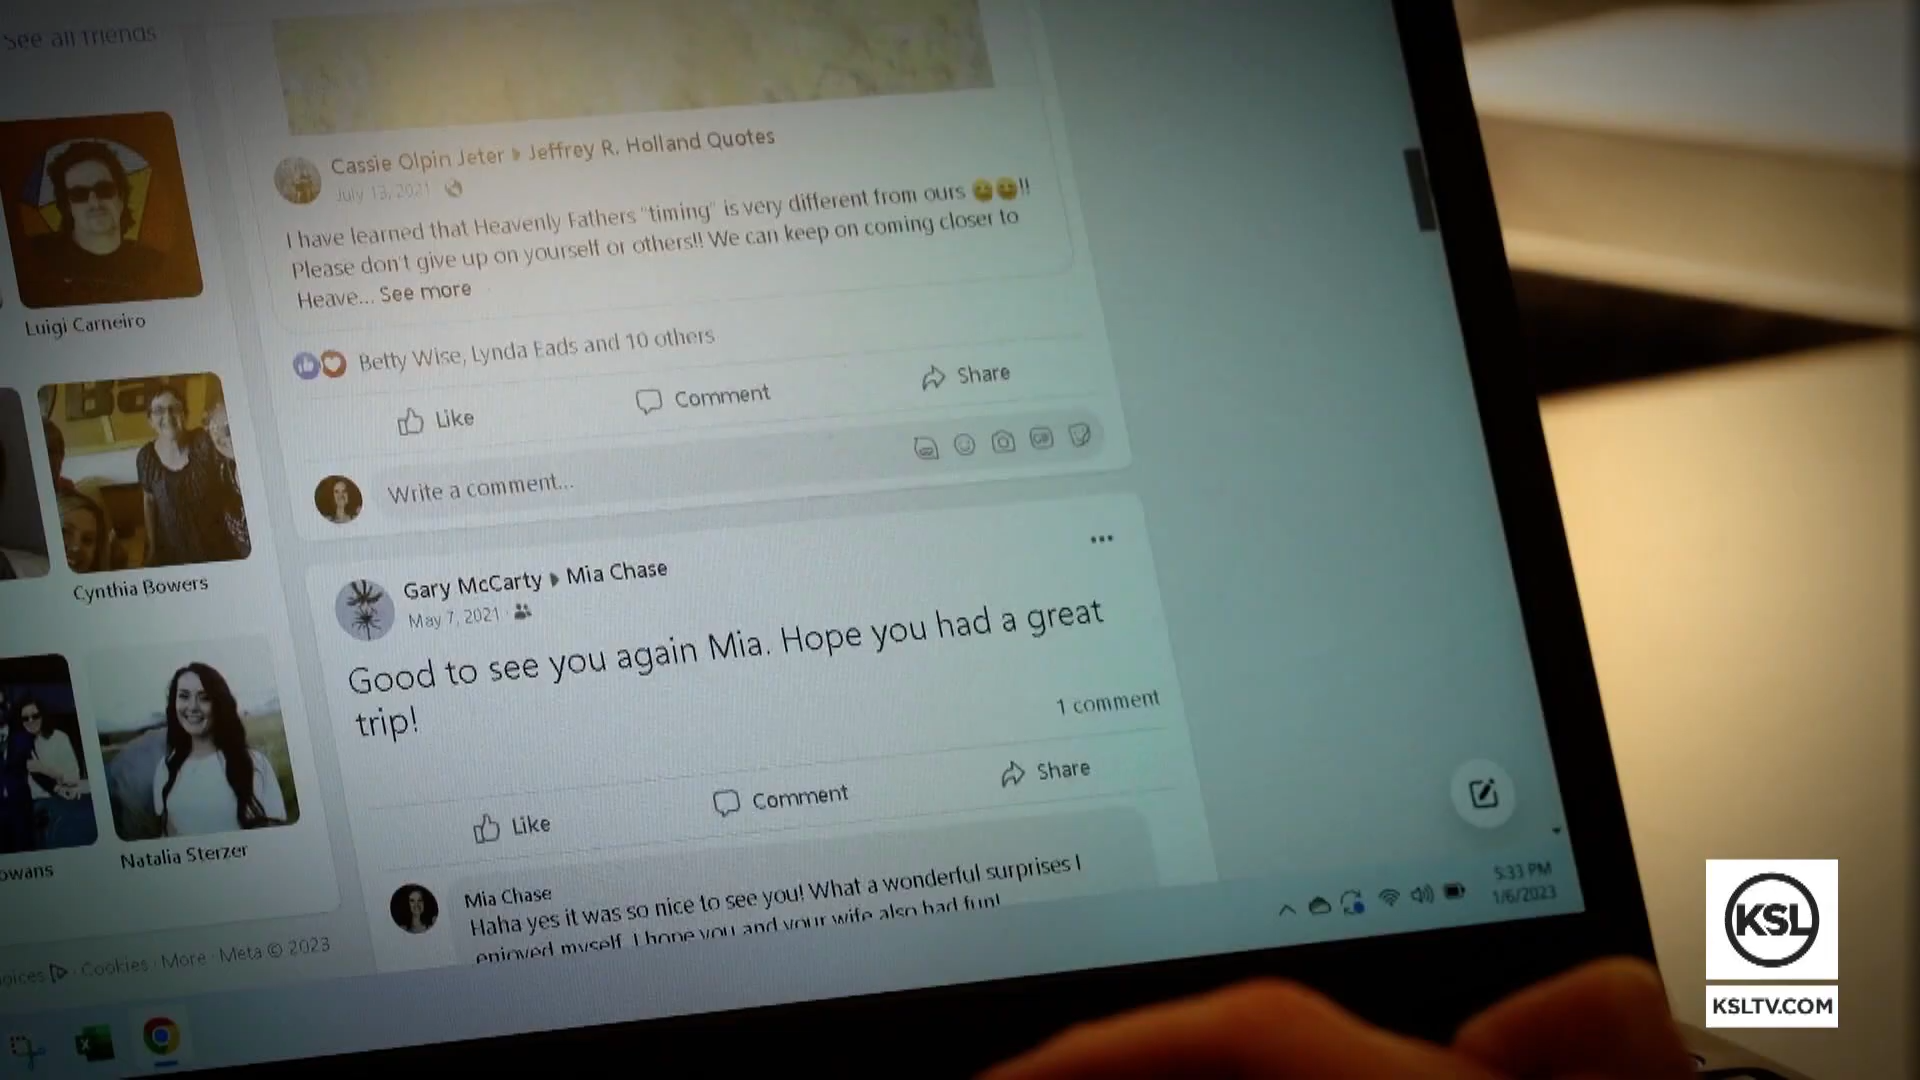 See all friends
Luigi Carneiro
Cynthia Bowers
owans
Natalia Sterzer
oices · Cookies · More · Meta © 2023
Cassie Olpin Jeter ▸ Jeffrey R. Holland Quotes
July 13, 2021 ·
I have learned that Heavenly Fathers "timing" is very different from ours 😄😄!!
Please don't give up on yourself or others!! We can keep on coming closer to
Heave... See more
Betty Wise, Lynda Eads and 10 others
Like
Comment
Share
Write a comment...
GIF
Gary McCarty ▸ Mia Chase
May 7, 2021 ·
Good to see you again Mia. Hope you had a great
trip!
1 comment
Like
Comment
Share
Mia Chase
Haha yes it was so nice to see you! What a wonderful surprises I
enjoyed myself. I hope you and your wife also had fun!
5:33 PM
1/6/2023
KSL
KSLTV.COM